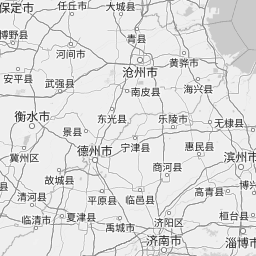 保定市
任丘市
大城县
博野县
青县
河间市
沧州市
黄骅市
安平县
武强县
海兴县
南皮县
衡水市
东光县
乐陵市
无棣县
景县
冀州区
德州市
宁津县
惠民县
滨州市
商河县
故城县
清河县
平原县
临邑县
高青县
博兴
临清市
夏津县
禹城市
济阳区
桓台县
济南市
淄博市